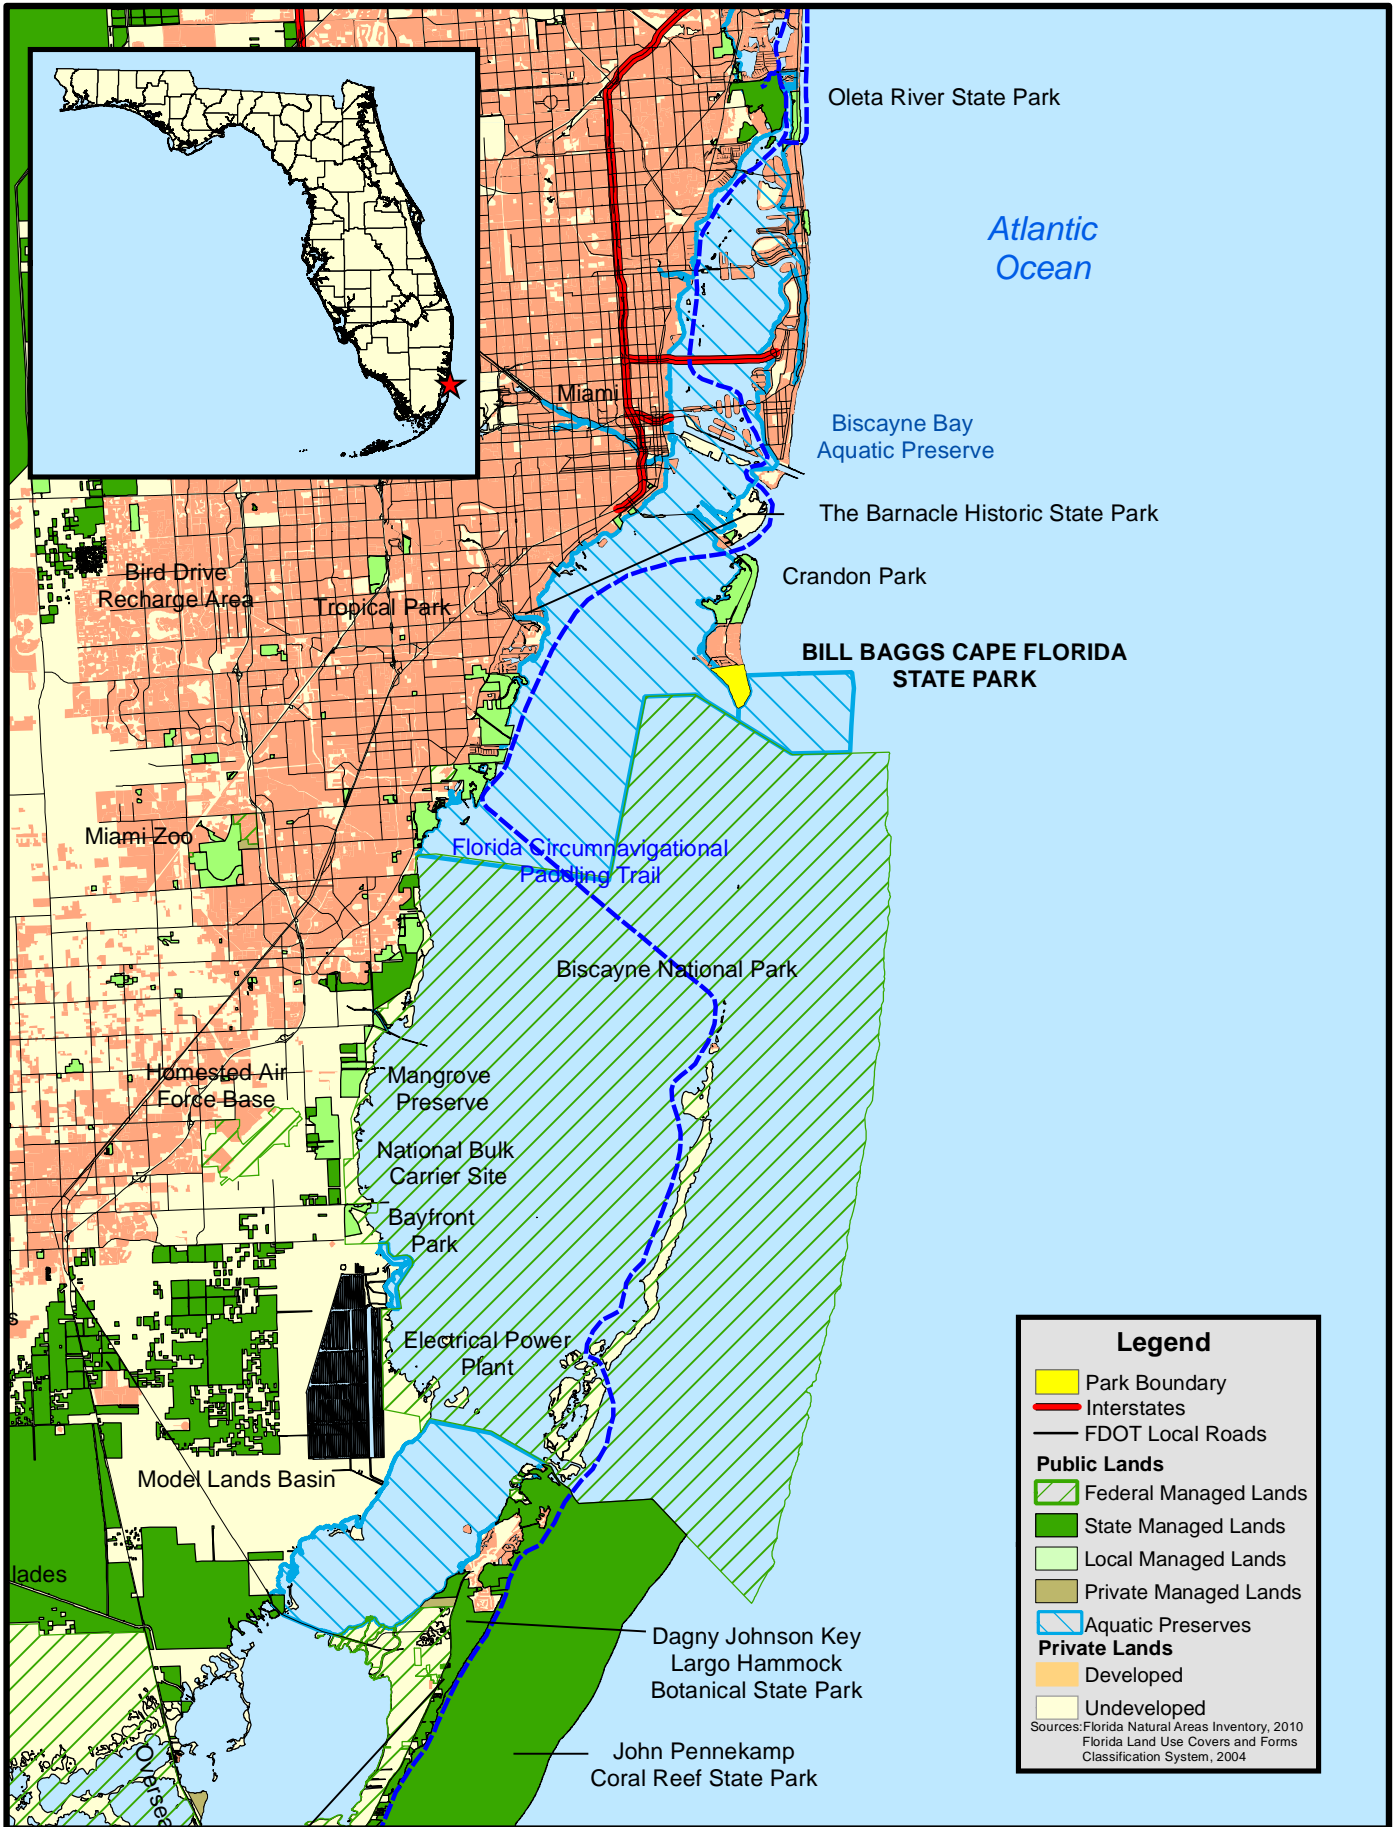 Oleta River State Park
Atlantic
Ocean
Miami
Biscayne Bay
Aquatic Preserve
The Barnacle Historic State Park
Bird Drive
Recharge Area
Tropical Park
Crandon Park
BILL BAGGS CAPE FLORIDA
STATE PARK
Miami Zoo
Florida Circumnavigational
Paddling Trail
Biscayne National Park
Homested Air
Force Base
Mangrove
Preserve
National Bulk
Carrier Site
Bayfront
Park
s
Electrical Power
Plant
Model Lands Basin
lades
Dagny Johnson Key
Largo Hammock
Botanical State Park
John Pennekamp
Coral Reef State Park
Oversea
Legend
Park Boundary
Interstates
FDOT Local Roads
Public Lands
Federal Managed Lands
State Managed Lands
Local Managed Lands
Private Managed Lands
Aquatic Preserves
Private Lands
Developed
Undeveloped
Sources:Florida Natural Areas Inventory, 2010
Florida Land Use Covers and Forms
Classification System, 2004